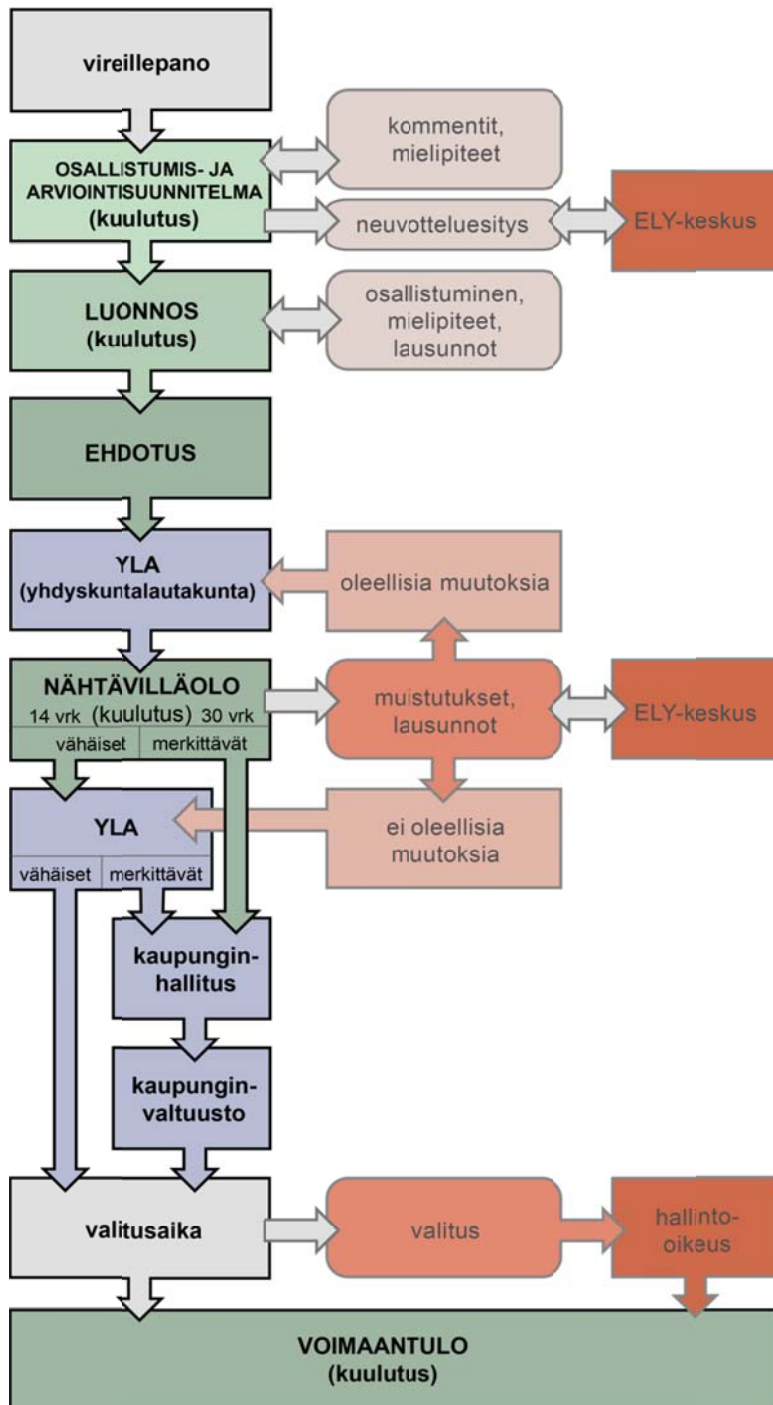 vireillepano
OSALLISTUMIS- JA
ARVIOINTISUUNNITELMA
(kuulutus)
kommentit,
mielipiteet
neuvotteluesitys
ELY-keskus
LUONNOS
(kuulutus)
osallistuminen,
mielipiteet,
lausunnot
EHDOTUS
YLA
(yhdyskuntalautakunta)
oleellisia muutoksia
NÄHTÄVILLÄOLO
14 vrk (kuulutus) 30 vrk
vähäiset merkittävät
muistutukset,
lausunnot
ELY-keskus
YLA
vähäiset merkittävät
ei oleellisia
muutoksia
kaupungin-
hallitus
kaupungin-
valtuusto
valitusaika
valitus
hallinto-
oikeus
VOIMAANTULO
(kuulutus)